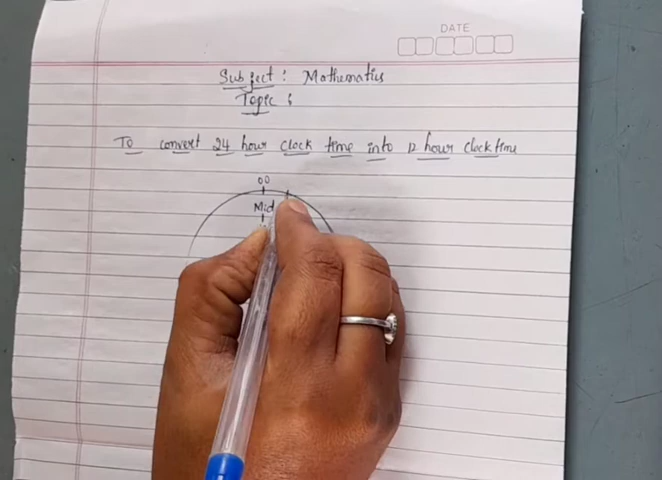 DATE
Subject : Mathematics
Topic :
To convert 24 hour clock time into 12 hour clock time
00
Mid